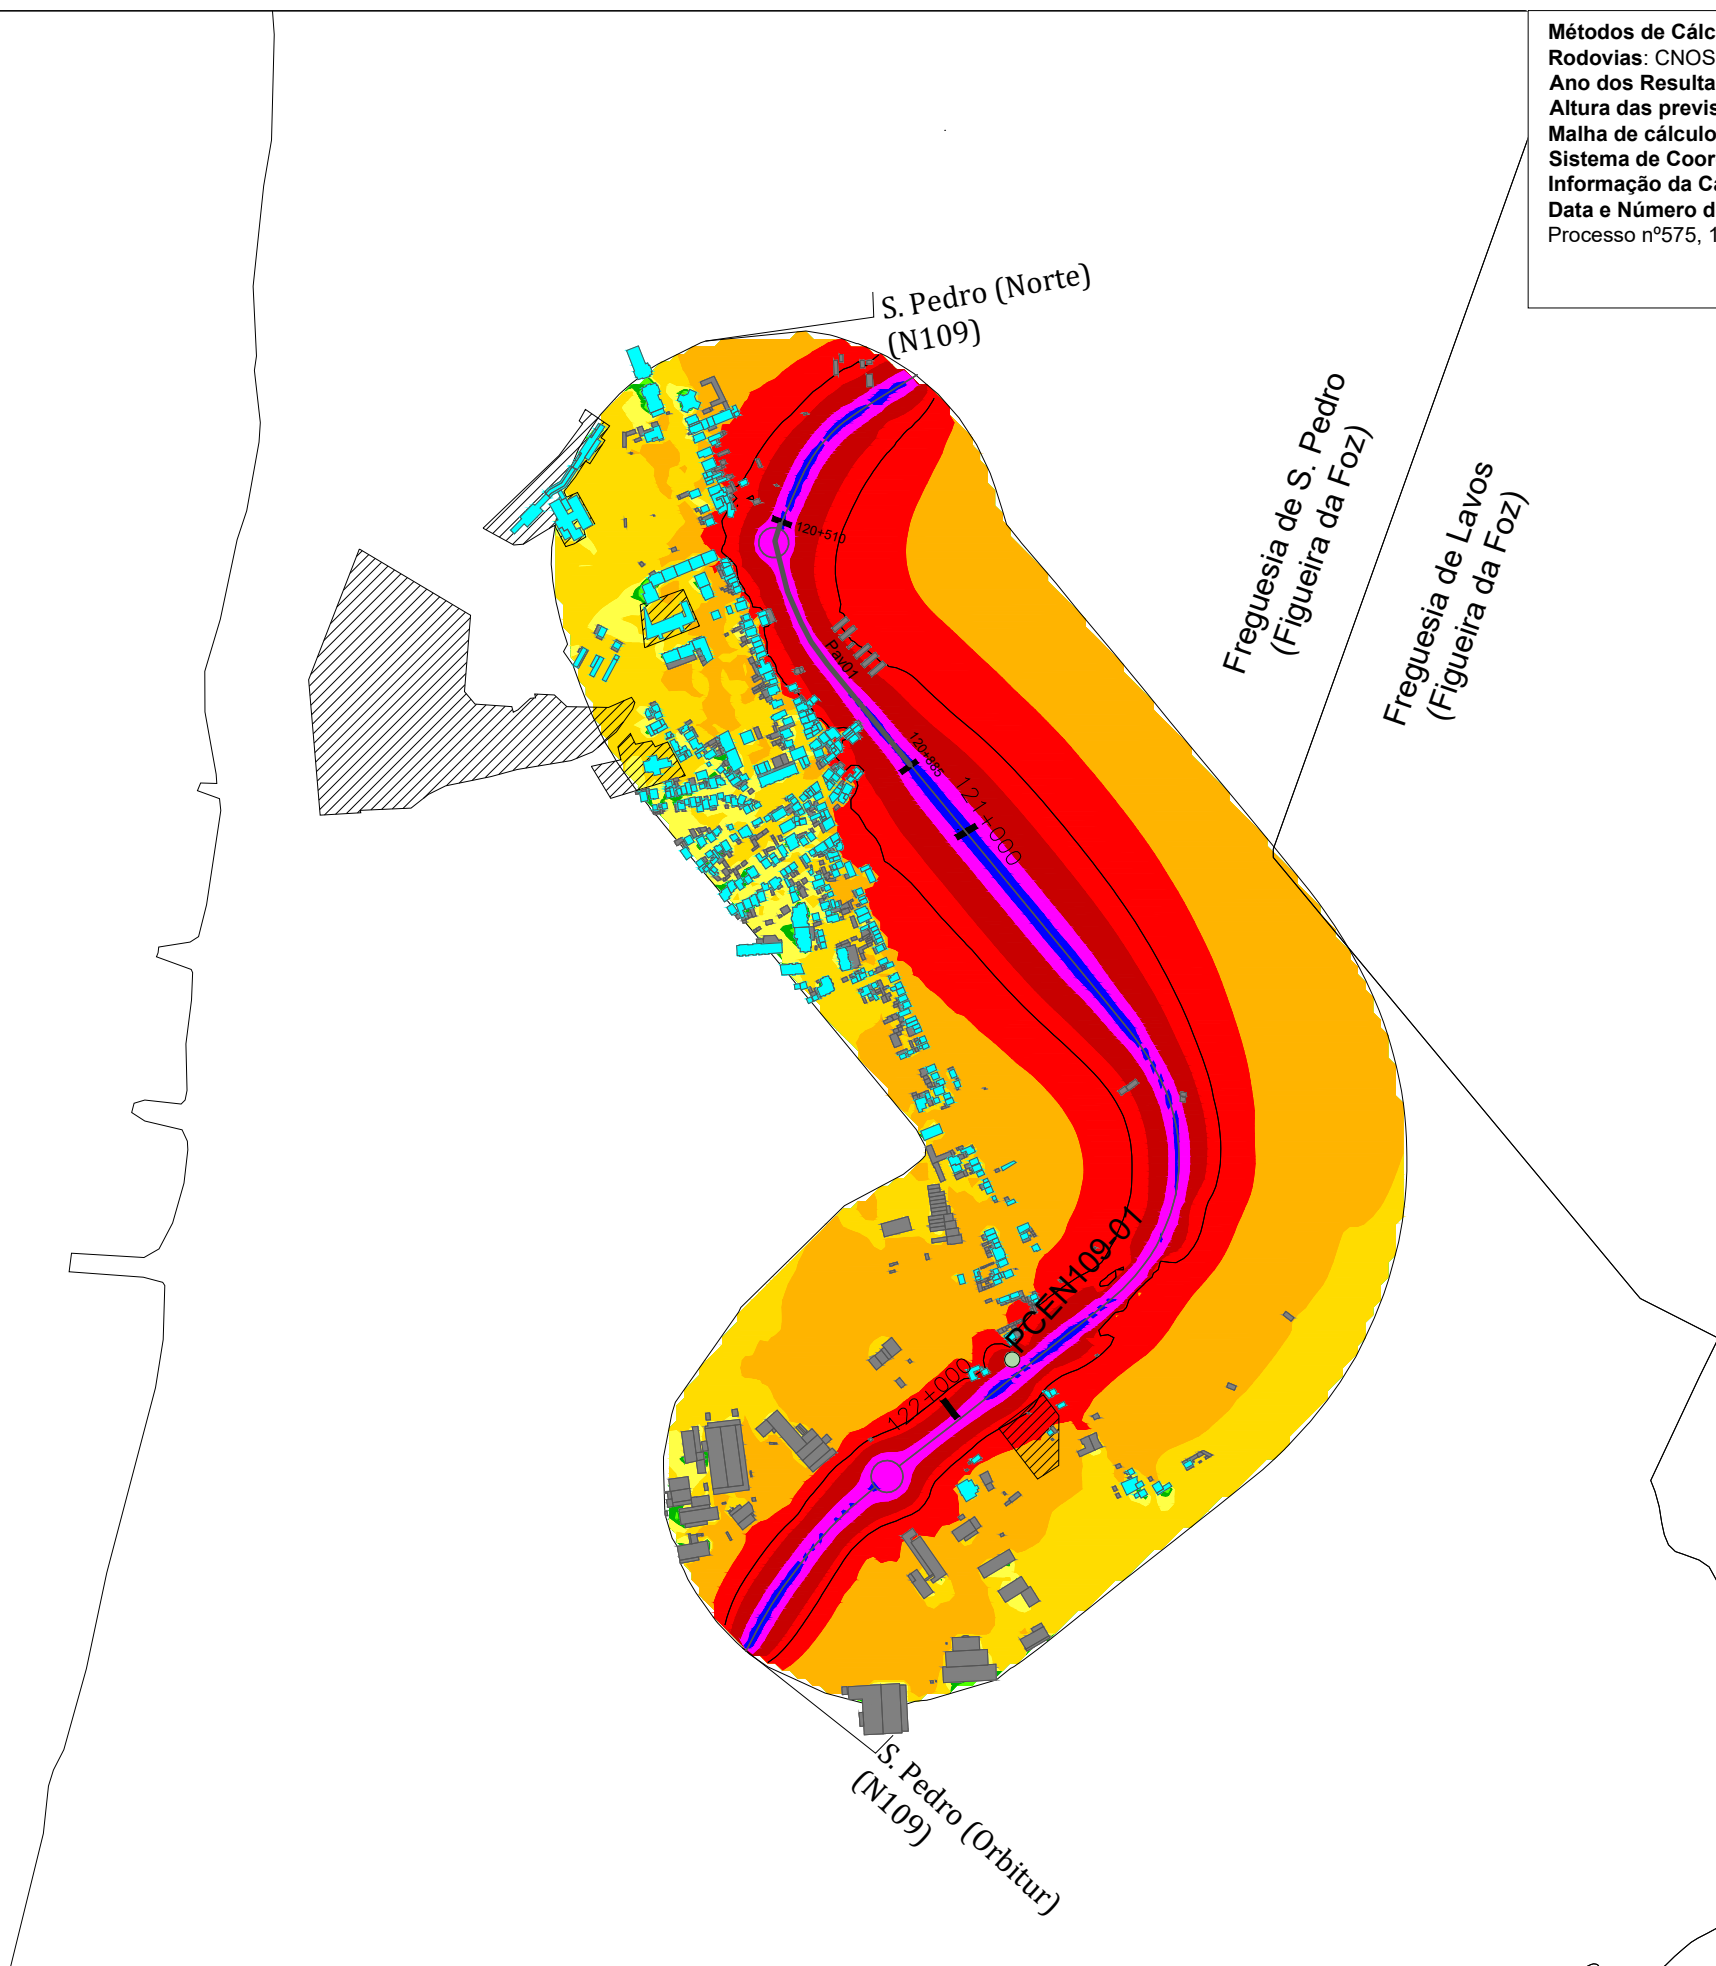 Métodos de Cálc
Rodovias: CNOS
Ano dos Resulta
Altura das previs
Malha de cálculo
Sistema de Coor
Informação da Ca
Data e Número d
Processo nº575, 1
S. Pedro (Norte)
(N109)
Freguesia de S. Pedro
(Figueira da Foz)
Freguesia de Lavos
(Figueira da Foz)
120+510
Pav01
120+885
121+000
PCEN109-01
122+000
S. Pedro (Orbitur)
(N109)